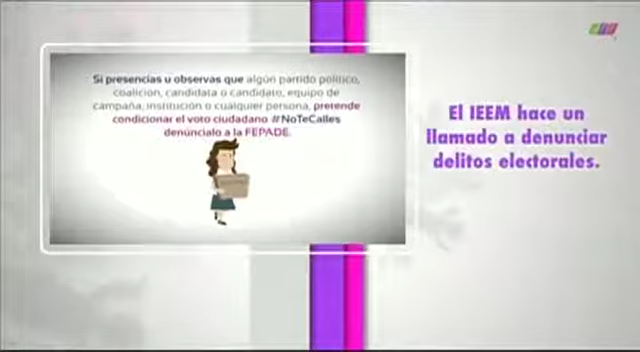 Si presencias u observas que algún partido político,
coalición, candidata o candidato, equipo de
campaña, institución o cualquier persona, pretende
condicionar el voto ciudadano #NoTeCalles
denúncialo a la FEPADE.
El IEEM hace un
llamado a denunciar
delitos electorales.